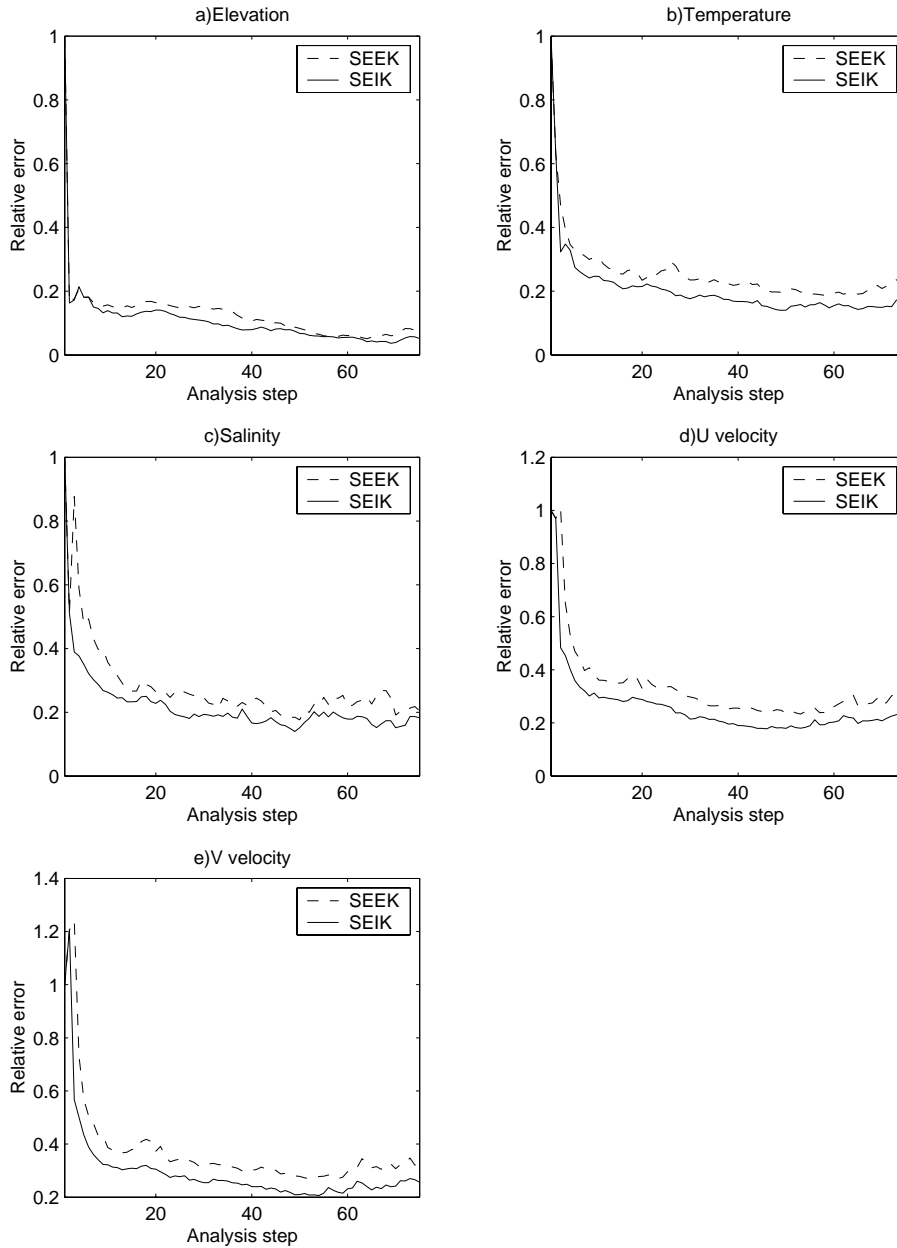 a)Elevation
1
0.8
0.6
0.4
0.2
0
Relative error
SEEK
SEIK
20
40
60
Analysis step
b)Temperature
1
0.8
0.6
0.4
0.2
0
Relative error
SEEK
SEIK
20
40
60
Analysis step
c)Salinity
1
0.8
0.6
0.4
0.2
0
Relative error
SEEK
SEIK
20
40
60
Analysis step
d)U velocity
1.2
1
0.8
0.6
0.4
0.2
0
Relative error
SEEK
SEIK
20
40
60
Analysis step
e)V velocity
1.4
1.2
1
0.8
0.6
0.4
0.2
Relative error
SEEK
SEIK
20
40
60
Analysis step